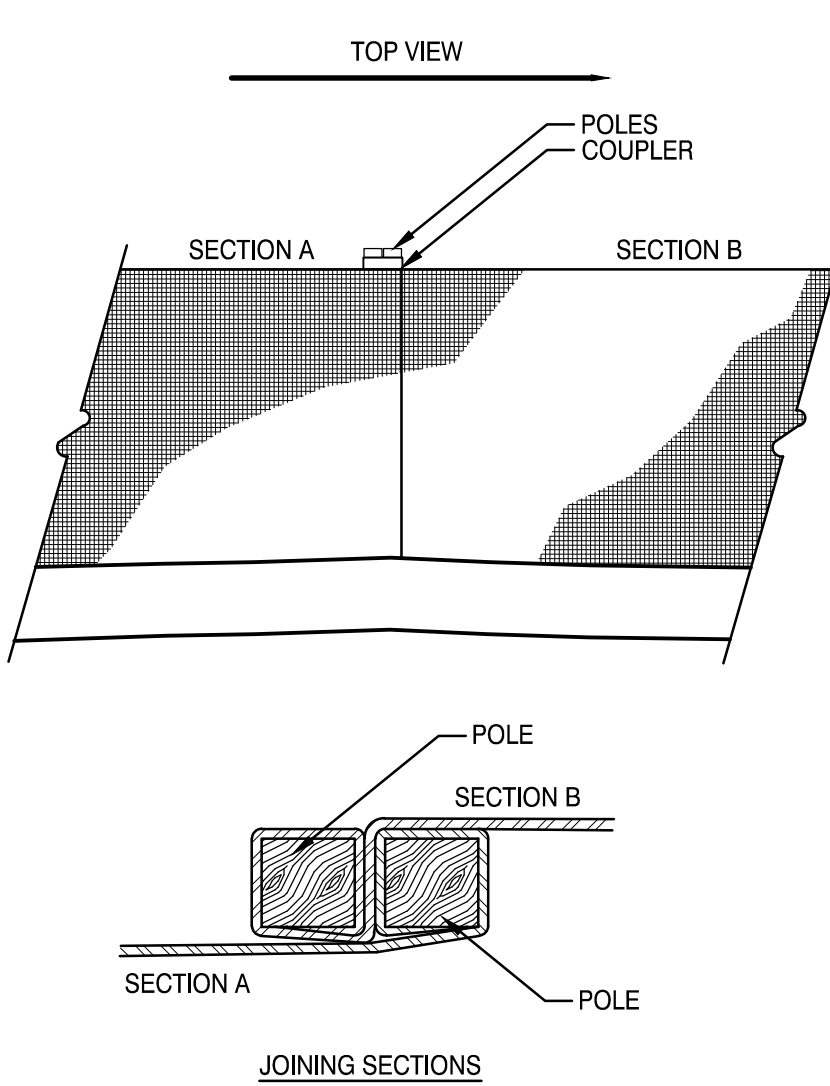 TOP VIEW
POLES
COUPLER
SECTION A
SECTION B
POLE
SECTION B
SECTION A
POLE
JOINING SECTIONS